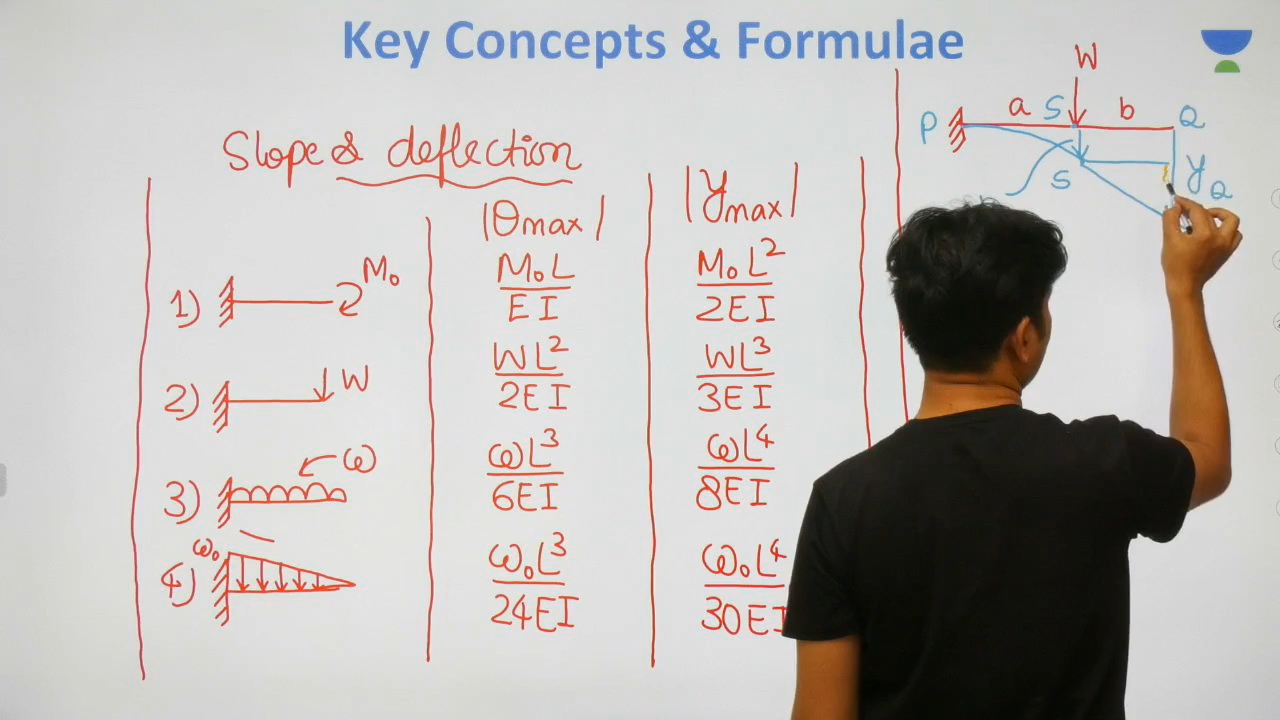 Key Concepts & Formulae
Slope & deflection
|θmax| |ymax|
1) M₀ M₀L/EI M₀L²/2EI
2) W WL²/2EI WL³/3EI
3) ω ωL³/6EI ωL⁴/8EI
4) ω₀ ω₀L³/24EI ω₀L⁴/30EI
W
P a S b Q
S y_Q